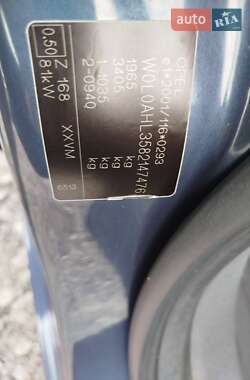 AUTO RIA .com
OPEL
e1*2001/116*0293
W0L0AHL3582147476
1965 kg
3405 kg
1-1035 kg
2-0940 kg
0.50 Z 168 XXVM
81kW 6513